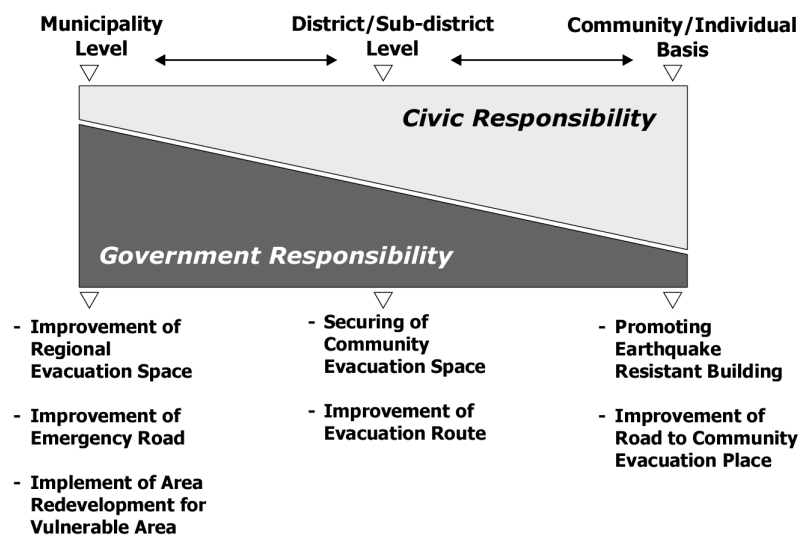 Municipality
Level
District/Sub-district
Level
Community/Individual
Basis
Civic Responsibility
Government Responsibility
- Improvement of
Regional
Evacuation Space
- Improvement of
Emergency Road
- Implement of Area
Redevelopment for
Vulnerable Area
- Securing of
Community
Evacuation Space
- Improvement of
Evacuation Route
- Promoting
Earthquake
Resistant Building
- Improvement of
Road to Community
Evacuation Place